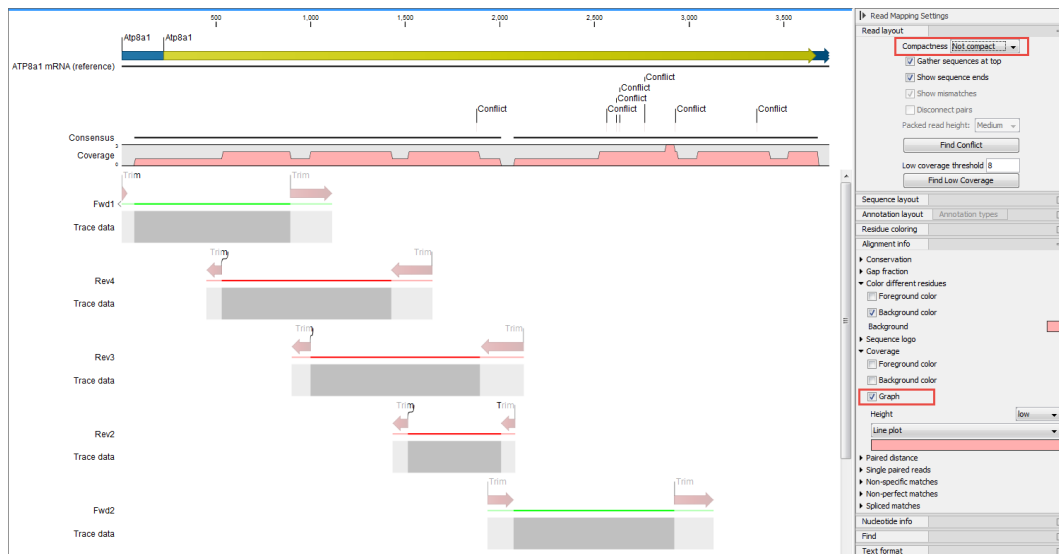 500
1,000
1,500
2,000
2,500
3,000
3,500
Atp8a1
Atp8a1
ATP8a1 mRNA (reference)
Conflict
Conflict
Conflict
Conflict
Conflict
Conflict
Conflict
Consensus
3
Coverage
0
Trim
Trim
Fwd1
Trace data
Trim
Trim
Rev4
Trace data
Trim
Trim
Rev3
Trace data
Trim
Trim
Rev2
Trace data
Trim
Trim
Fwd2
Trace data
Read Mapping Settings
Read layout
Compactness Not compact
Gather sequences at top
Show sequence ends
Show mismatches
Disconnect pairs
Packed read height: Medium
Find Conflict
Low coverage threshold 8
Find Low Coverage
Sequence layout
Annotation layout Annotation types
Residue coloring
Alignment info
Conservation
Gap fraction
Color different residues
Foreground color
Background color
Background
Sequence logo
Coverage
Foreground color
Background color
Graph
Height low
Line plot
Paired distance
Single paired reads
Non-specific matches
Non-perfect matches
Spliced matches
Nucleotide info
Find
Text format